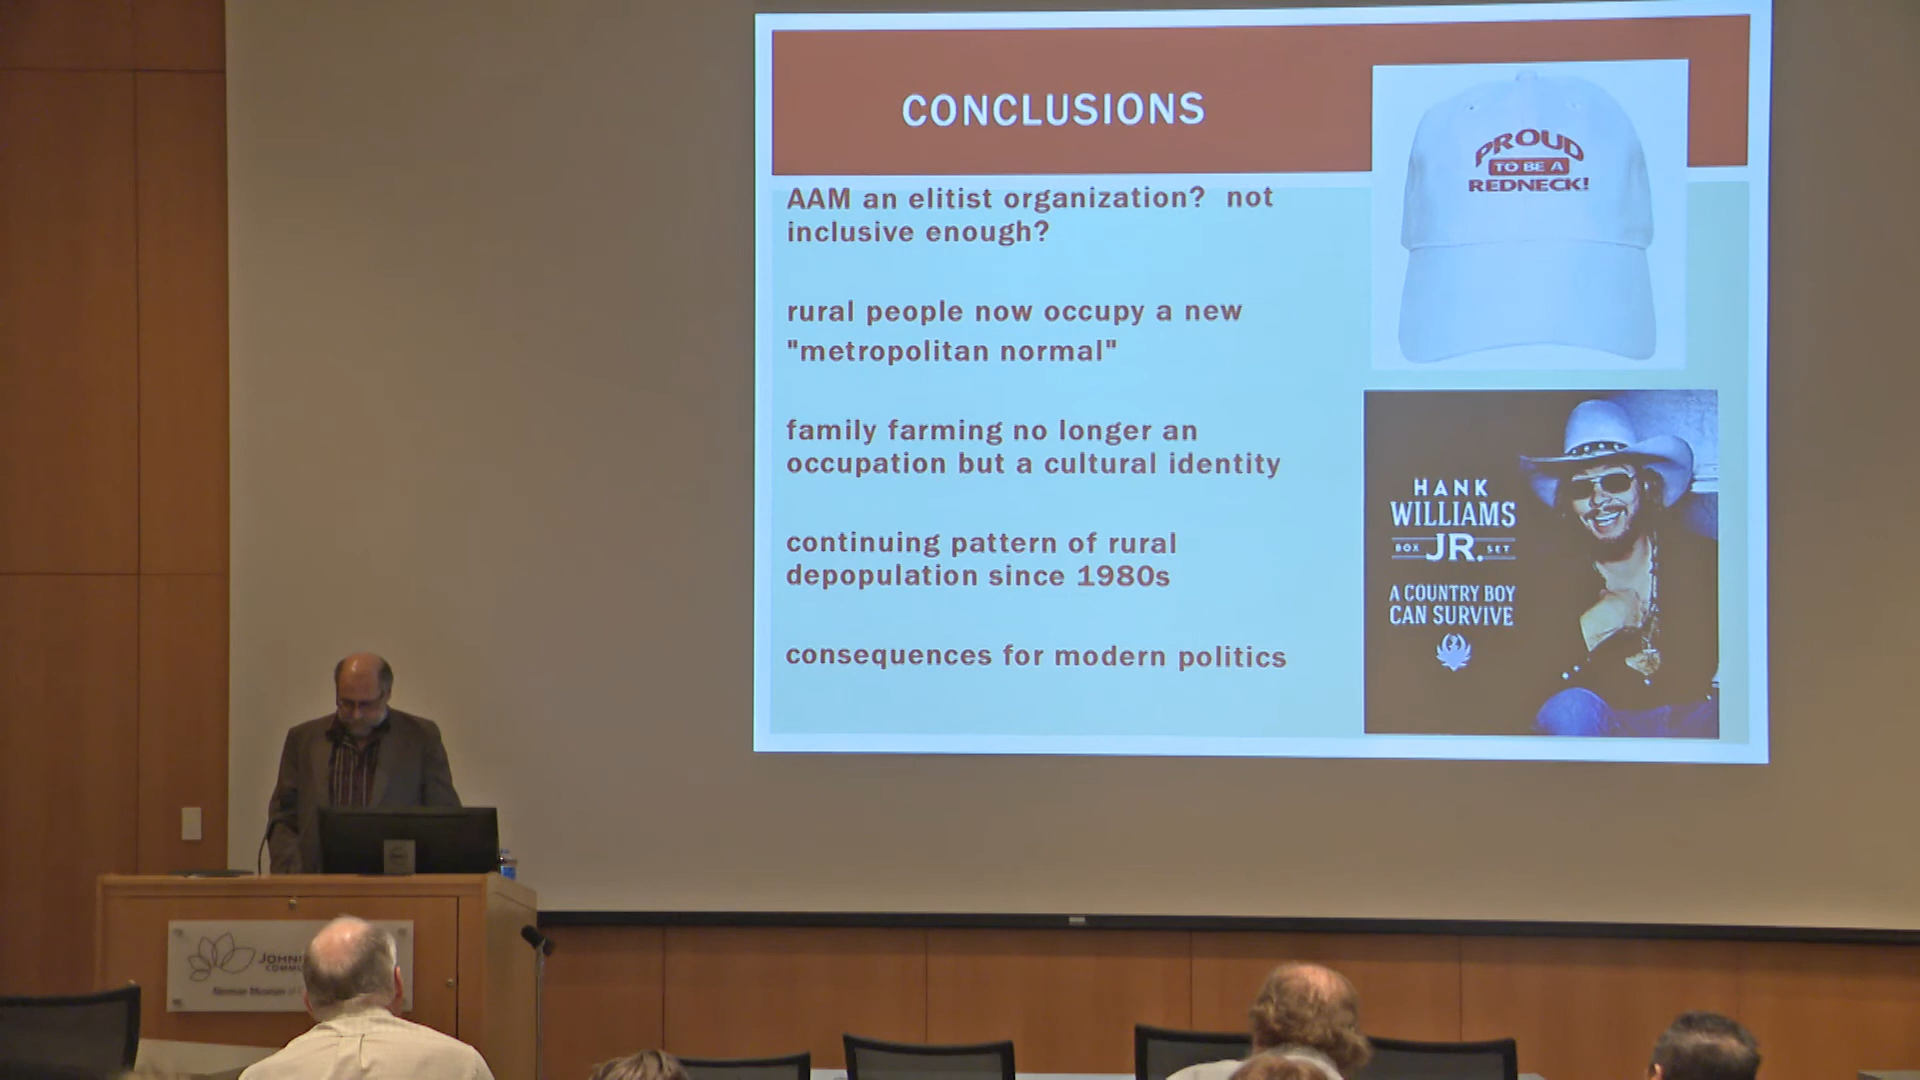 CONCLUSIONS
PROUD
TO BE A
REDNECK!
AAM an elitist organization? not
inclusive enough?
rural people now occupy a new
"metropolitan normal"
family farming no longer an
occupation but a cultural identity
continuing pattern of rural
depopulation since 1980s
consequences for modern politics
HANK
WILLIAMS
BOX JR. SET
A COUNTRY BOY
CAN SURVIVE
Museum